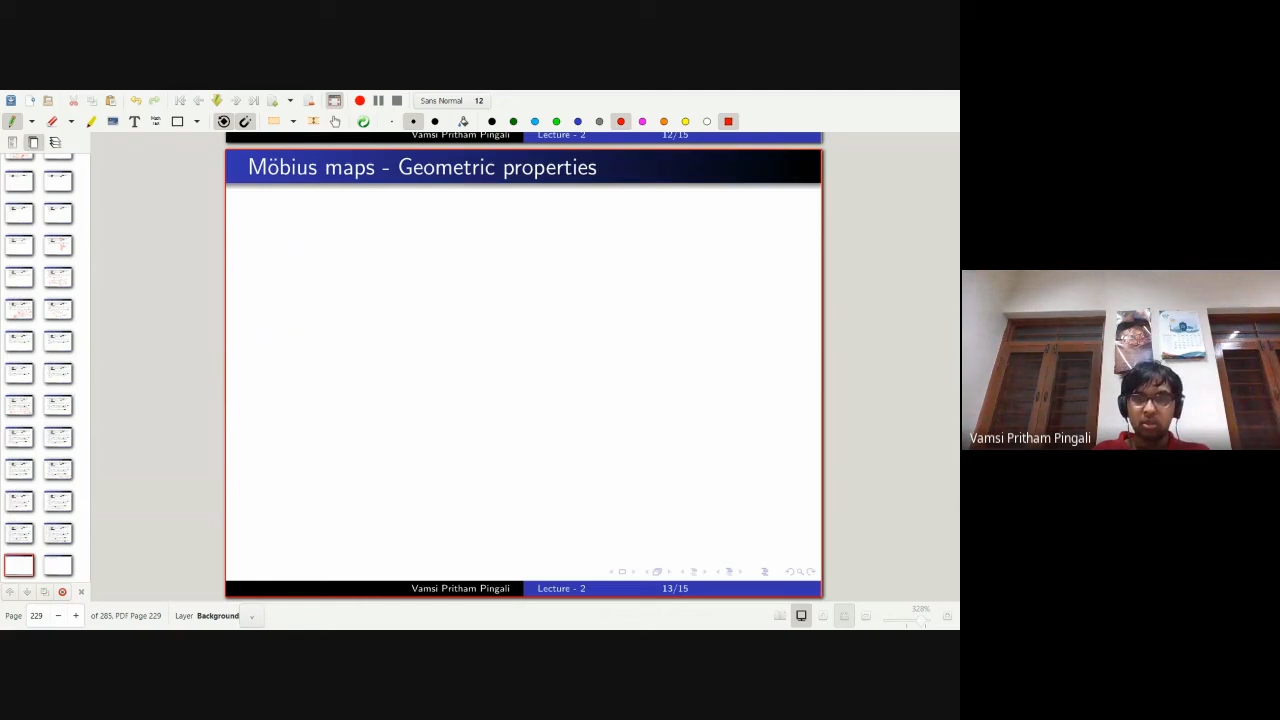 Sans Normal 12
Vamsi Pritham Pingali Lecture - 2 12/15
Möbius maps - Geometric properties
Vamsi Pritham Pingali
Vamsi Pritham Pingali Lecture - 2 13/15
Page 229 of 285, PDF Page 229 Layer Background 328%